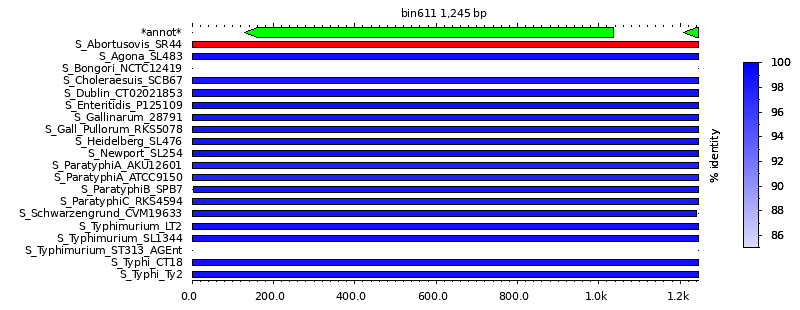 bin611 1,245 bp
*annot*
S_Abortusovis_SR44
S_Agona_SL483
S_Bongori_NCTC12419
S_Choleraesuis_SCB67
S_Dublin_CT02021853
S_Enteritidis_P125109
S_Gallinarum_28791
S_Gall_Pullorum_RKS5078
S_Heidelberg_SL476
S_Newport_SL254
S_ParatyphiA_AKU12601
S_ParatyphiA_ATCC9150
S_ParatyphiB_SPB7
S_ParatyphiC_RKS4594
S_Schwarzengrund_CVM19633
S_Typhimurium_LT2
S_Typhimurium_SL1344
S_Typhimurium_ST313_AGEnt
S_Typhi_CT18
S_Typhi_Ty2
0.0 200.0 400.0 600.0 800.0 1.0k 1.2k
% identity
100
98
96
94
92
90
88
86